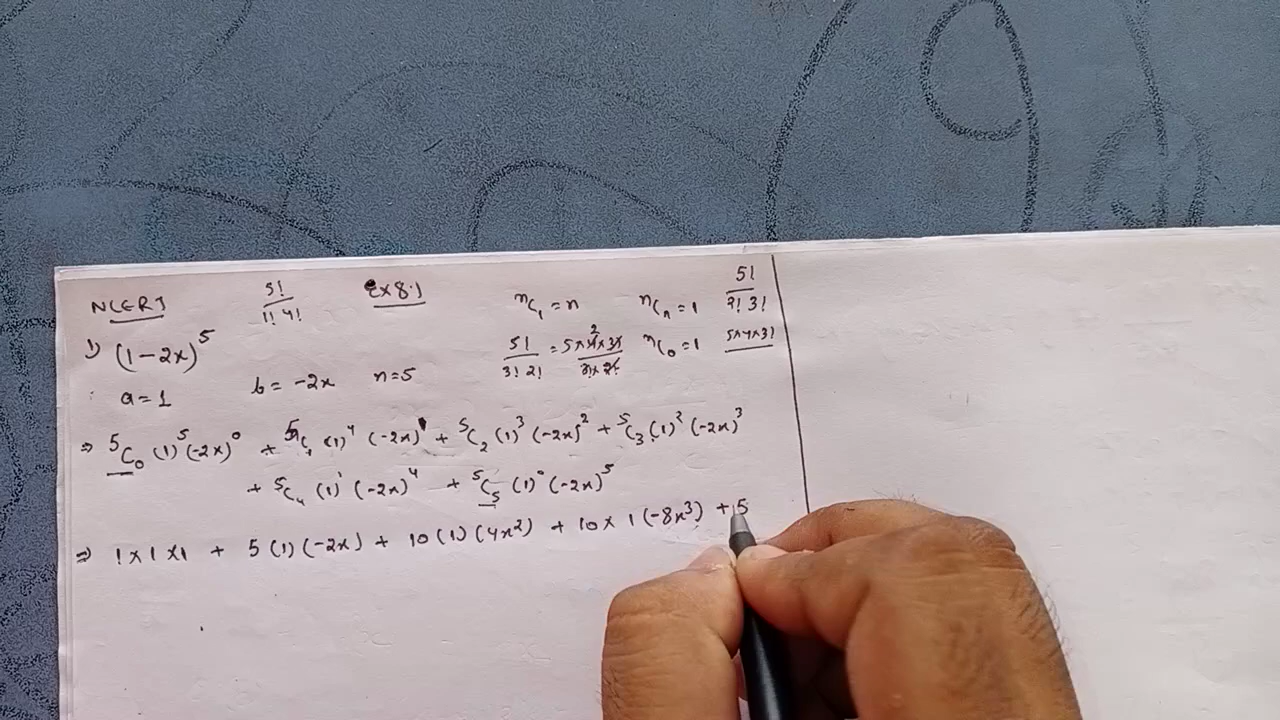 NCERT 5!/1!4! Ex 8.1 ⁿC₁ = n ⁿCₙ = 1 5!/2!3!
1) (1-2x)⁵ 5!/3!2! = 5×4×3!/3!×2! 2 ⁿC₀ = 1 5×4×3!
a=1 b= -2x n=5
⇒ ⁵C₀ (1)⁵(-2x)⁰ + ⁵C₁ (1)⁴ (-2x)¹ + ⁵C₂ (1)³ (-2x)² + ⁵C₃ (1)² (-2x)³
+ ⁵C₄ (1)¹ (-2x)⁴ + ⁵C₅ (1)⁰ (-2x)⁵
⇒ 1×1×1 + 5(1)(-2x) + 10(1)(4x²) + 10×1(-8x³) + 5